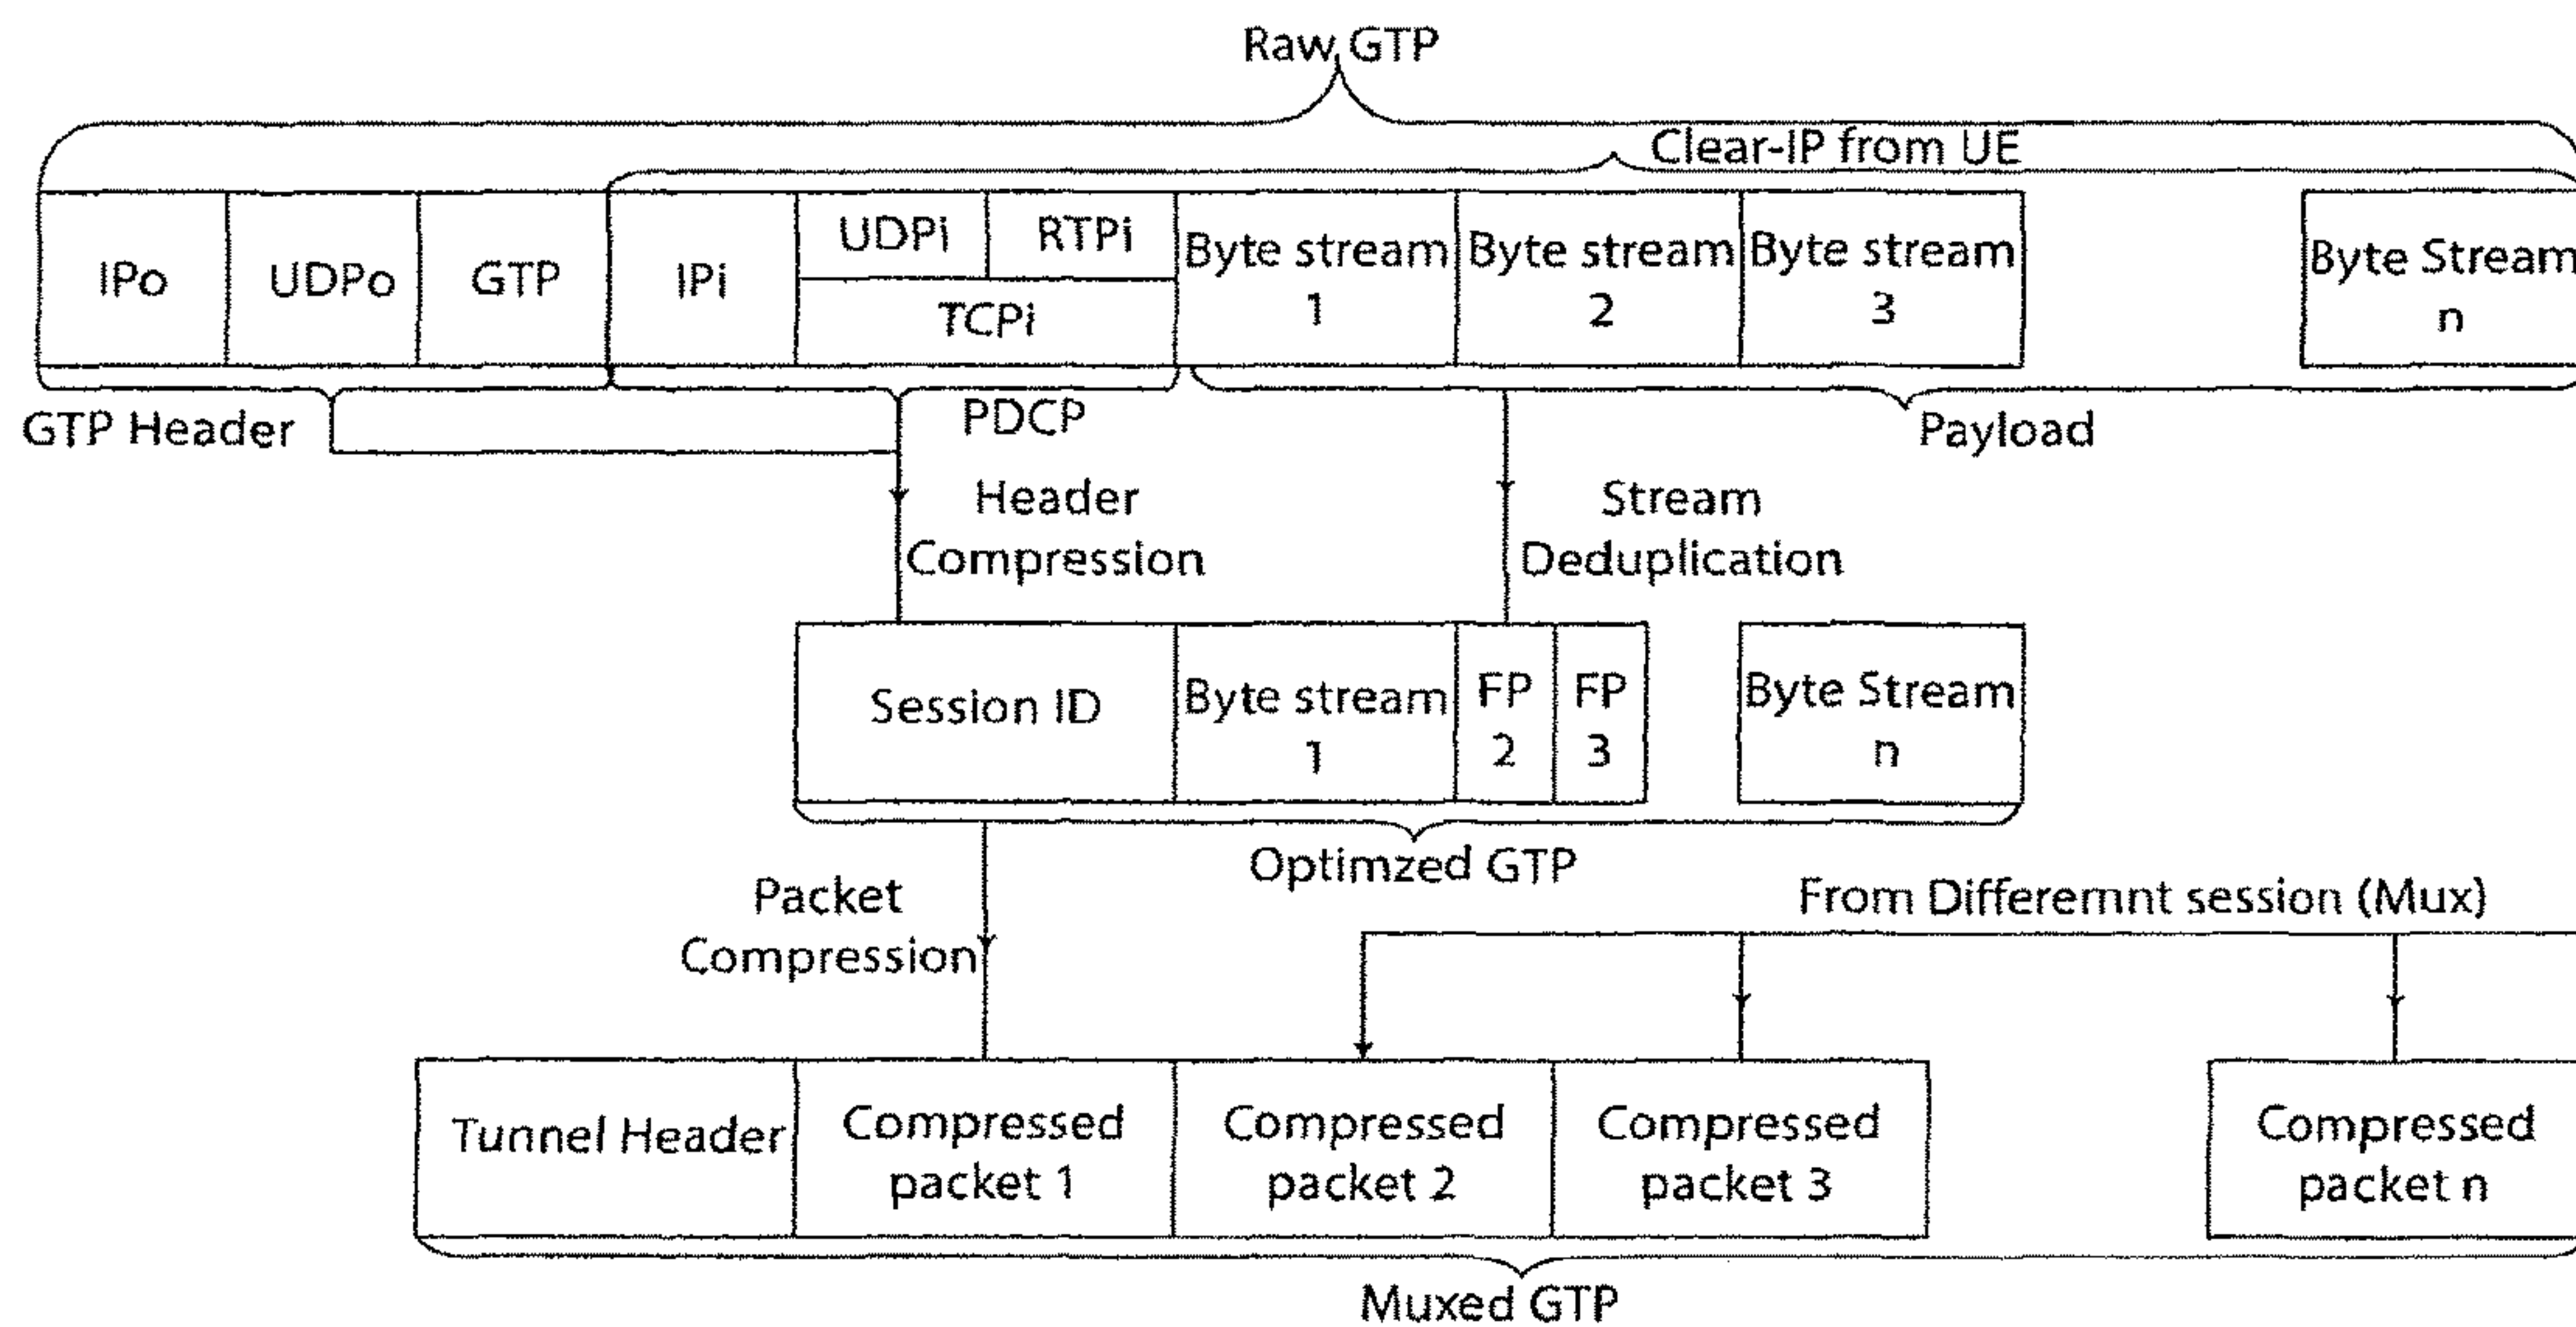 Raw GTP
Clear-IP from UE
IPo
UDPo
GTP
IPi
UDPi
RTPi
TCPi
Byte stream
1
Byte stream
2
Byte stream
3
Byte Stream
n
GTP Header
PDCP
Payload
Header
Compression
Stream
Deduplication
Session ID
Byte stream
1
FP
2
FP
3
Byte Stream
n
Optimzed GTP
Packet
Compression
From Differemnt session (Mux)
Tunnel Header
Compressed
packet 1
Compressed
packet 2
Compressed
packet 3
Compressed
packet n
Muxed GTP